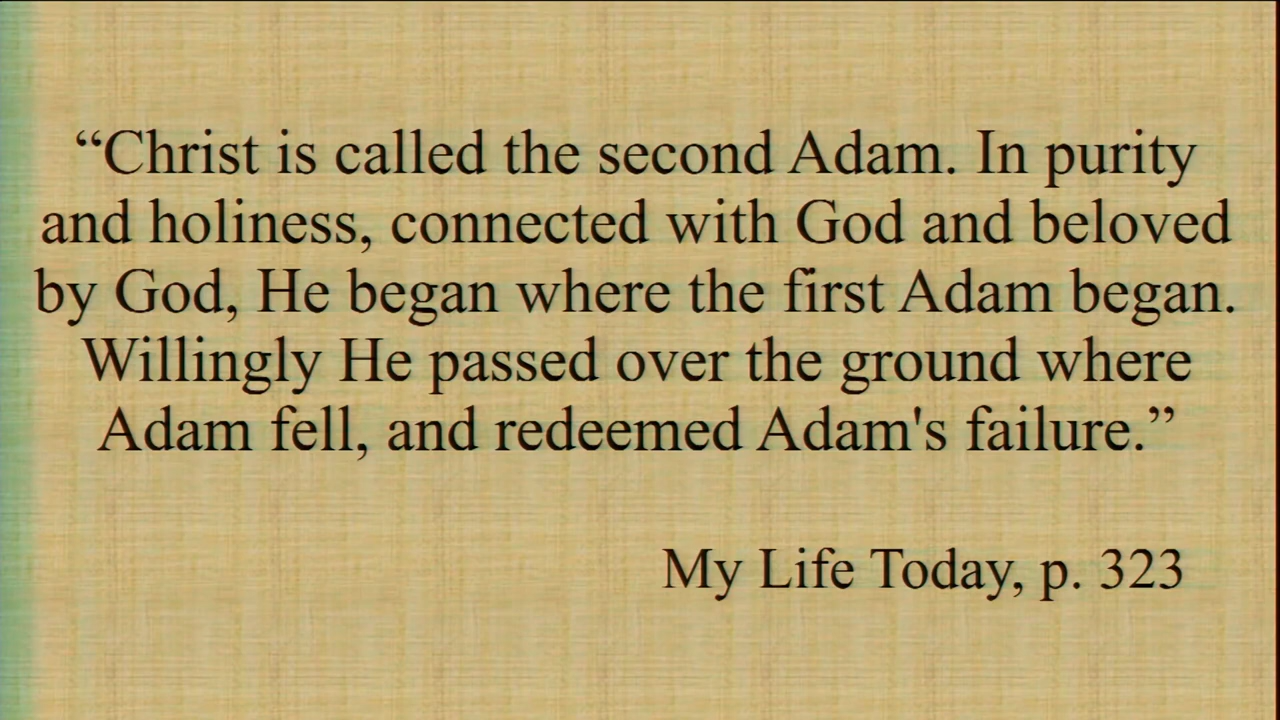 “Christ is called the second Adam. In purity
and holiness, connected with God and beloved
by God, He began where the first Adam began.
Willingly He passed over the ground where
Adam fell, and redeemed Adam's failure.”
My Life Today, p. 323